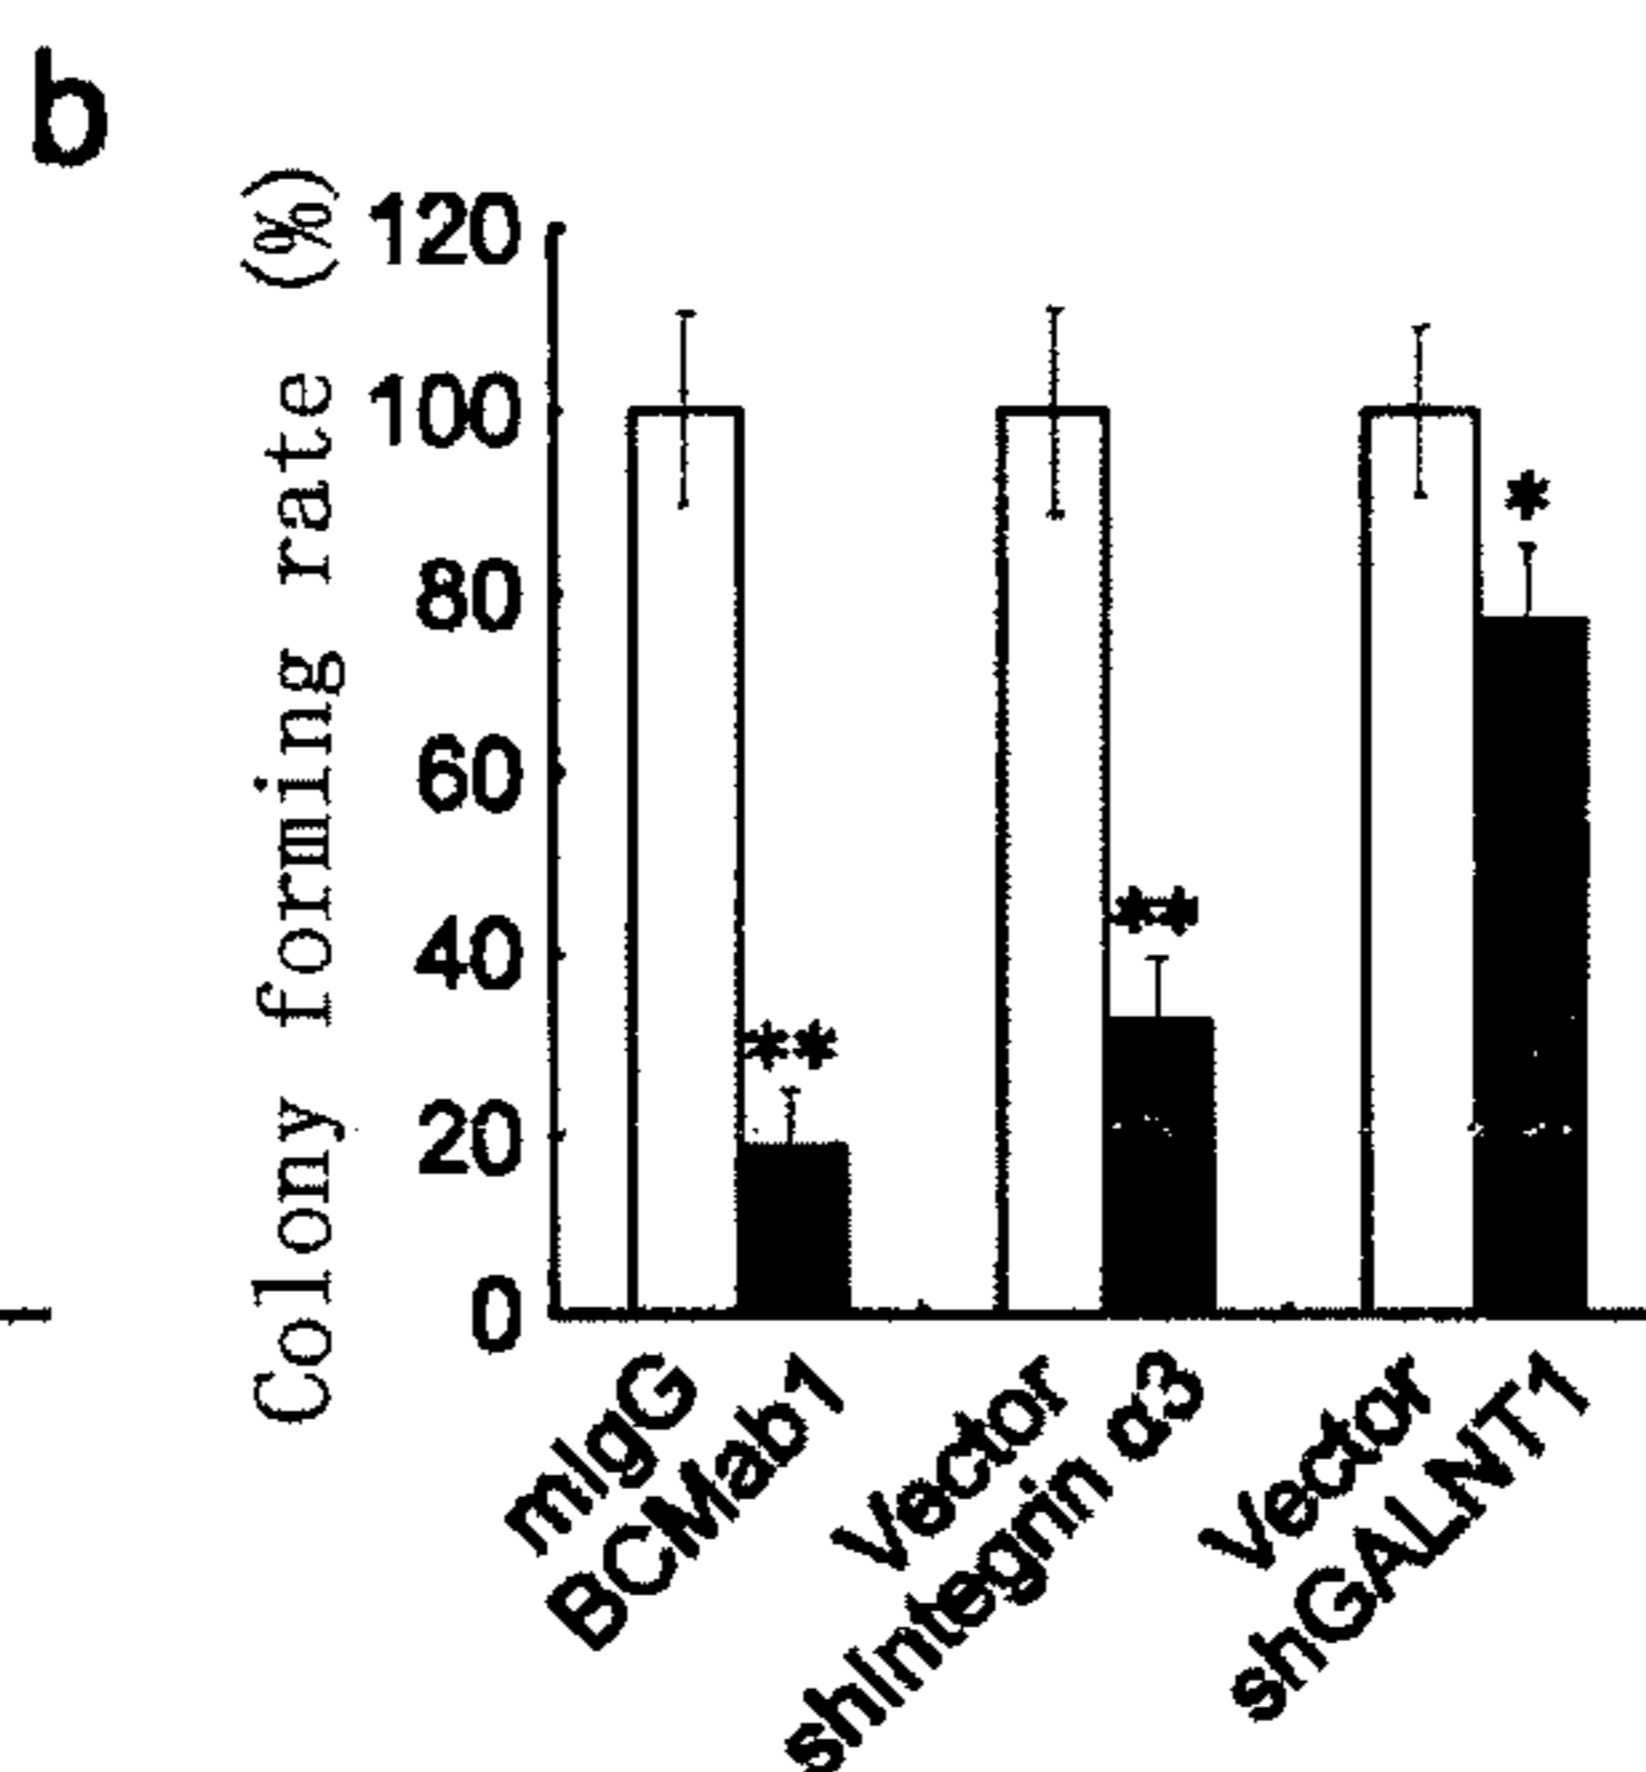 b
Colony forming rate (%)
120
100
80
60
40
20
0
*
**
**
mIgG
BCMab1
Vector
shIntegrin α3
Vector
shGALNT1